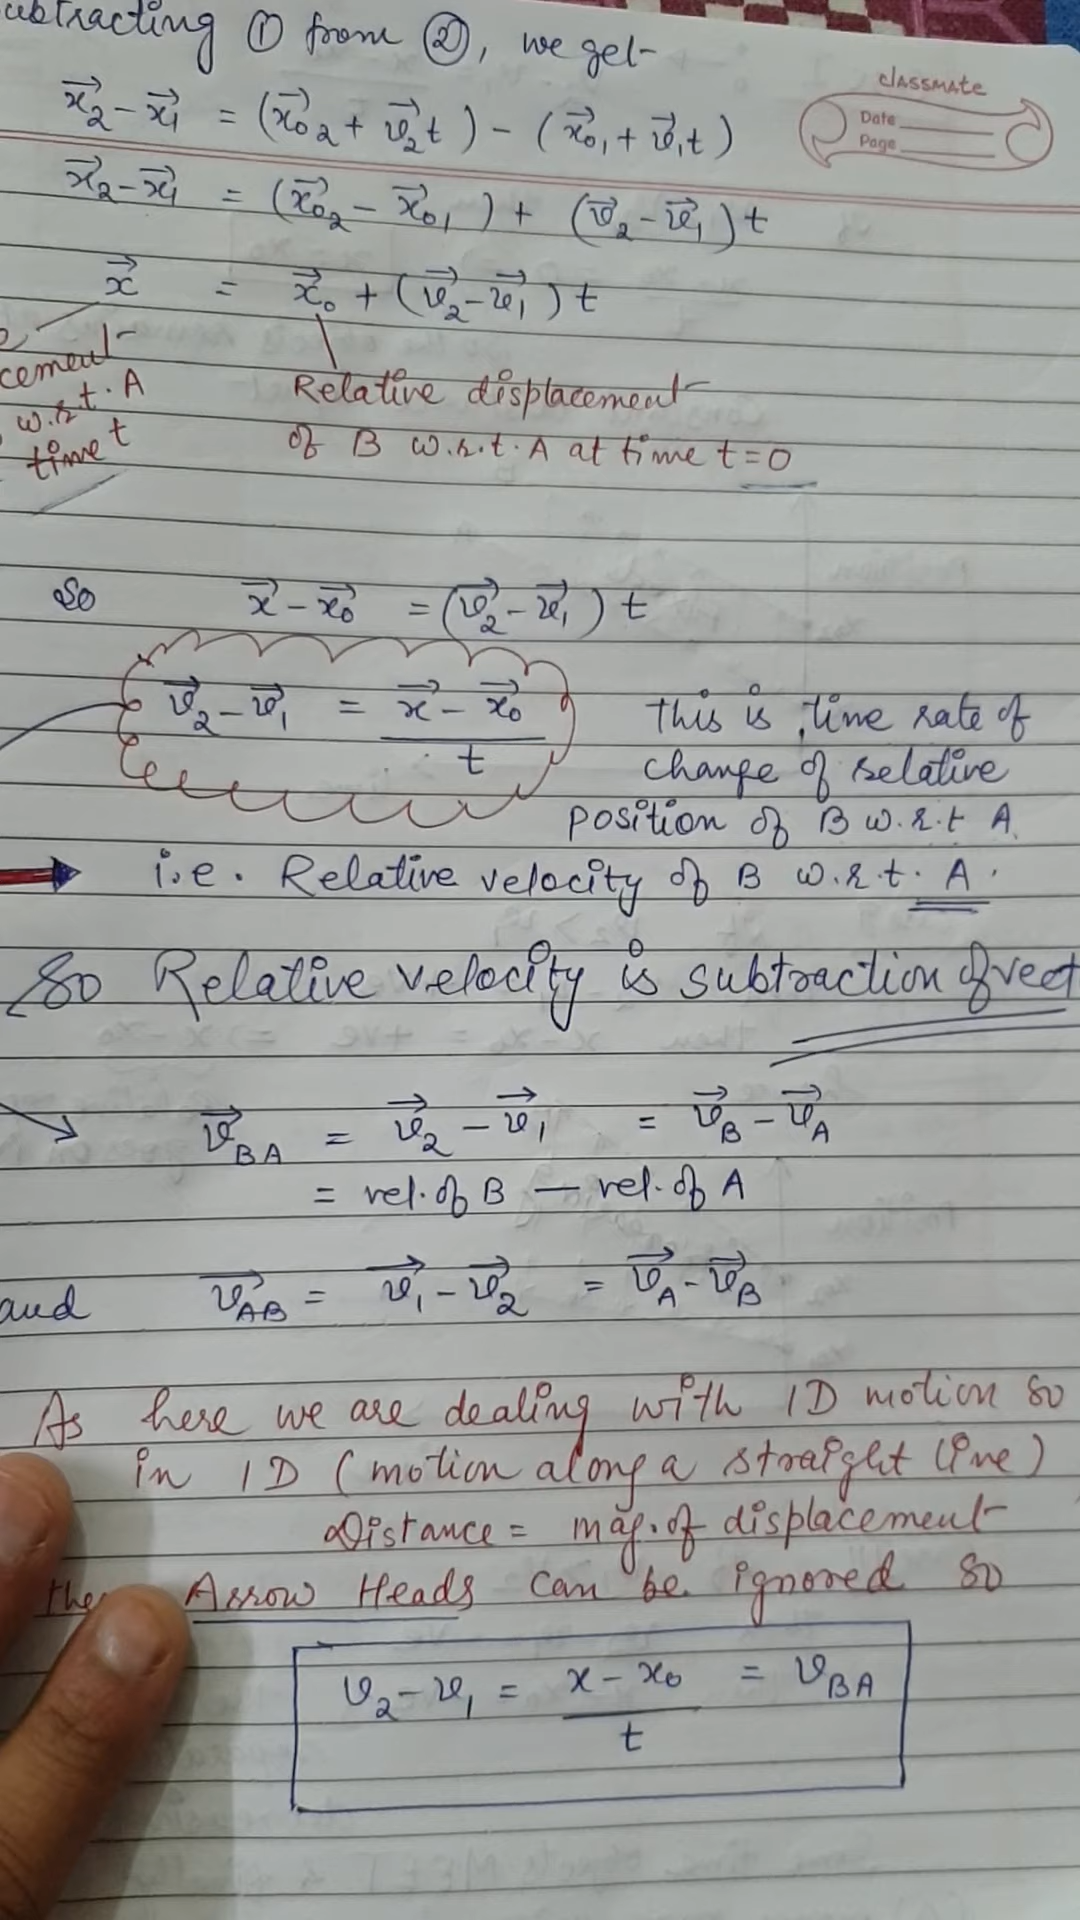 ubtracting ① from ②, we get
classmate
Date
Page
x⃗₂ - x⃗₁ = (x⃗₀₂ + v⃗₂t) - (x⃗₀₁ + v⃗₁t)
x⃗₂ - x⃗₁ = (x⃗₀₂ - x⃗₀₁) + (v⃗₂ - v⃗₁)t
x⃗ = x⃗₀ + (v⃗₂ - v⃗₁)t
cement
w.r.t. A
time t
Relative displacement
of B w.r.t. A at time t=0
So x⃗ - x⃗₀ = (v⃗₂ - v⃗₁) t
v⃗₂ - v⃗₁ = (x⃗ - x⃗₀)/t
This is time rate of
change of relative
position of B w.r.t A.
i.e. Relative velocity of B w.r.t. A.
So Relative velocity is subtraction of vect
v⃗BA = v⃗₂ - v⃗₁ = v⃗B - v⃗A
= vel. of B — vel. of A
and v⃗AB = v⃗₁ - v⃗₂ = v⃗A - v⃗B
As here we are dealing with 1D motion so
in 1D (motion along a straight line)
Distance = mag. of displacement
Arrow Heads can be ignored so
v₂ - v₁ = (x - x₀)/t = vBA